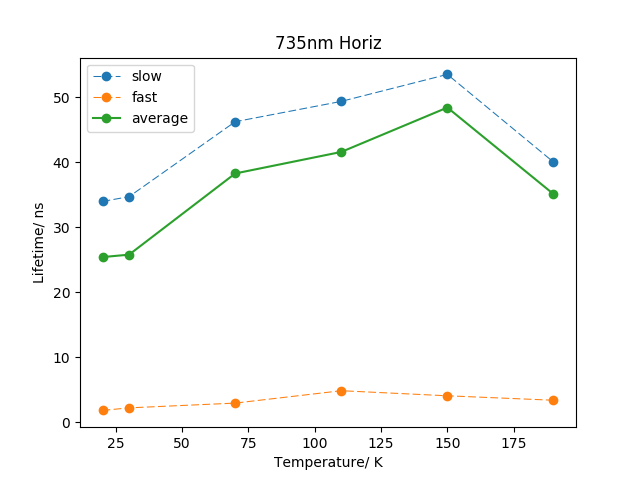 735nm Horiz
slow
fast
average
Lifetime/ ns
50
40
30
20
10
0
25 50 75 100 125 150 175
Temperature/ K